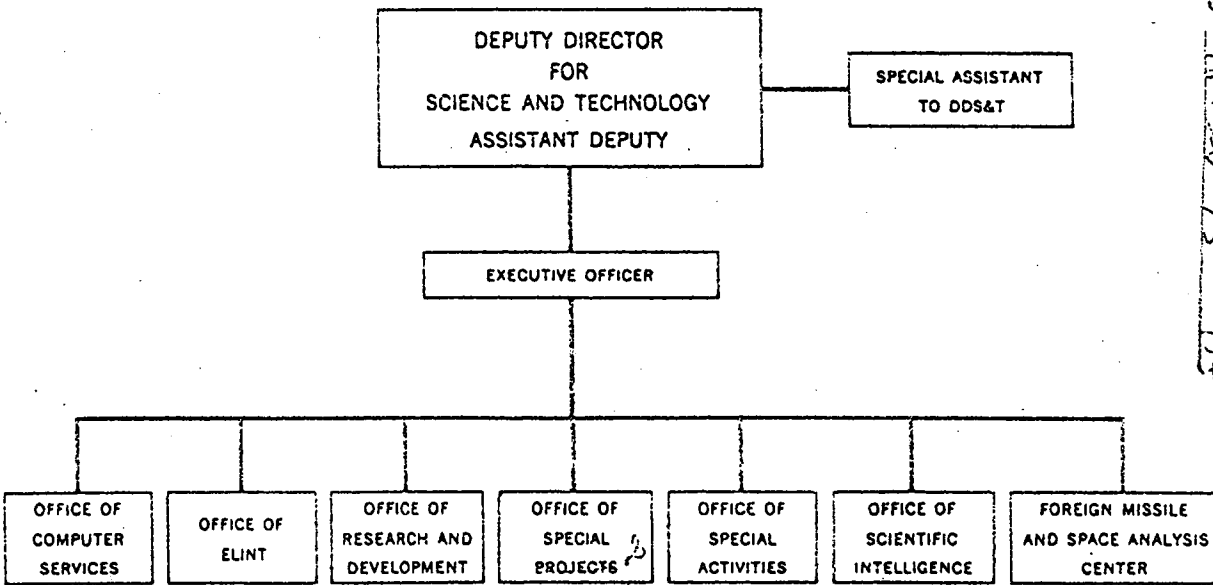 DEPUTY DIRECTOR
FOR
SCIENCE AND TECHNOLOGY
ASSISTANT DEPUTY
SPECIAL ASSISTANT
TO DDS&T
EXECUTIVE OFFICER
OFFICE OF
COMPUTER
SERVICES
OFFICE OF
ELINT
OFFICE OF
RESEARCH AND
DEVELOPMENT
OFFICE OF
SPECIAL
PROJECTS
OFFICE OF
SPECIAL
ACTIVITIES
OFFICE OF
SCIENTIFIC
INTELLIGENCE
FOREIGN MISSILE
AND SPACE ANALYSIS
CENTER